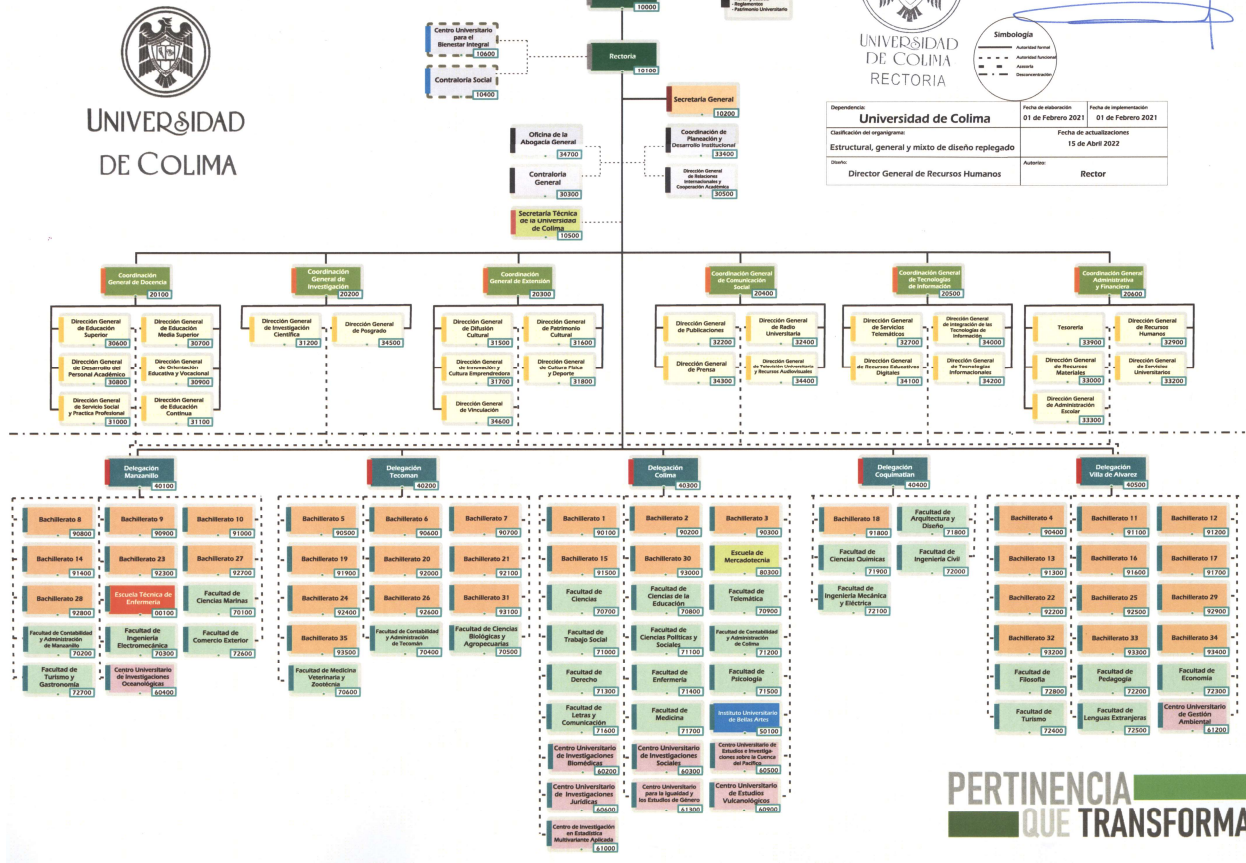 10000
- Reglamentos
- Patrimonio Universitario
Centro Universitario
para el
Bienestar Integral
10600
Rectoría
10100
Contraloría Social
10400
Secretaría General
10200
UNIVERSIDAD
DE COLIMA
UNIVERSIDAD
DE COLIMA
RECTORIA
Simbología
Autoridad formal
Autoridad funcional
Asesoría
Desconcentración
Dependencia:
Universidad de Colima
Fecha de elaboración
01 de Febrero 2021
Fecha de implementación
01 de Febrero 2021
Clasificación del organigrama:
Estructural, general y mixto de diseño replegado
Fecha de actualizaciones
15 de Abril 2022
Diseño:
Director General de Recursos Humanos
Autorizo:
Rector
Oficina de la
Abogacía General
34700
Coordinación de
Planeación y
Desarrollo Institucional
33400
Contraloría
General
30300
Dirección General
de Relaciones
Internacionales y
Cooperación Académica
30500
Secretaría Técnica
de la Universidad
de Colima
10500
Coordinación
General de Docencia
20100
Coordinación
General de
Investigación
20200
Coordinación
General de Extensión
20300
Coordinación General
de Comunicación
Social
20400
Coordinación General
de Tecnologías
de Información
20500
Coordinación General
Administrativa
y Financiera
20600
Dirección General
de Educación
Superior
30600
Dirección General
de Educación
Media Superior
30700
Dirección General
de Desarrollo del
Personal Académico
30800
Dirección General
de Orientación
Educativa y Vocacional
30900
Dirección General
de Servicio Social
y Practica Profesional
31000
Dirección General
de Educación
Continua
31100
Dirección General
de Investigación
Científica
31200
Dirección General
de Posgrado
34500
Dirección General
de Difusión
Cultural
31500
Dirección General
de Patrimonio
Cultural
31600
Dirección General
de Innovación y
Cultura Emprendedora
31700
Dirección General
de Cultura Física
y Deporte
31800
Dirección General
de Vinculación
34600
Dirección General
de Publicaciones
32200
Dirección General
de Radio
Universitaria
32400
Dirección General
de Prensa
34300
Dirección General
de Televisión Universitaria
y Recursos Audiovisuales
34400
Dirección General
de Servicios
Telemáticos
32700
Dirección General
de integración de las
Tecnologías de
Información
34000
Dirección General
de Recursos Educativos
Digitales
34100
Dirección General
de Tecnologías
Informacionales
34200
Tesorería
33900
Dirección General
de Recursos
Humanos
32900
Dirección General
de Recursos
Materiales
33000
Dirección General
de Servicios
Universitarios
33200
Dirección General
de Administración
Escolar
33300
Delegación
Manzanillo
40100
Delegación
Tecoman
40200
Delegación
Colima
40300
Delegación
Coquimatlan
40400
Delegación
Villa de Alvarez
40500
Bachillerato 8
90800
Bachillerato 9
90900
Bachillerato 10
91000
Bachillerato 14
91400
Bachillerato 23
92300
Bachillerato 27
92700
Bachillerato 28
92800
Escuela Técnica de
Enfermería
00100
Facultad de
Ciencias Marinas
70100
Facultad de Contabilidad
y Administración
de Manzanillo
70200
Facultad de
Ingeniería
Electromecánica
70300
Facultad de
Comercio Exterior
72600
Facultad de
Turismo y
Gastronomía
72700
Centro Universitario
de Investigaciones
Oceanológicas
60400
Bachillerato 5
90500
Bachillerato 6
90600
Bachillerato 7
90700
Bachillerato 19
91900
Bachillerato 20
92000
Bachillerato 21
92100
Bachillerato 24
92400
Bachillerato 26
92600
Bachillerato 31
93100
Bachillerato 35
93500
Facultad de Contabilidad
y Administración
de Tecomán
70400
Facultad de Ciencias
Biológicas y
Agropecuarias
70500
Facultad de Medicina
Veterinaria y
Zootécnia
70600
Bachillerato 1
90100
Bachillerato 2
90200
Bachillerato 3
90300
Bachillerato 15
91500
Bachillerato 30
93000
Escuela de
Mercadotecnia
80300
Facultad de
Ciencias
70700
Facultad de
Ciencias de la
Educación
70800
Facultad de
Telemática
70900
Facultad de
Trabajo Social
71000
Facultad de
Ciencias Políticas y
Sociales
71100
Facultad de Contabilidad
y Administración
de Colima
71200
Facultad de
Derecho
71300
Facultad de
Enfermería
71400
Facultad de
Psicología
71500
Facultad de
Letras y
Comunicación
71600
Facultad de
Medicina
71700
Instituto Universitario
de Bellas Artes
50100
Centro Universitario
de Investigaciones
Biomédicas
60200
Centro Universitario
de Investigaciones
Sociales
60300
Centro Universitario de
Estudios e Investiga-
ciones sobre la Cuenca
del Pacífico
60500
Centro Universitario
de Investigaciones
Jurídicas
60600
Centro Universitario
para la Igualdad y
los Estudios de Género
61300
Centro Universitario
de Estudios
Vulcanológicos
60900
Centro de Investigación
en Estadística
Multivariante Aplicada
61000
Bachillerato 18
91800
Facultad de
Arquitectura y
Diseño
71800
Facultad de
Ciencias Químicas
71900
Facultad de
Ingeniería Civil
72000
Facultad de
Ingeniería Mecánica
y Eléctrica
72100
Bachillerato 4
90400
Bachillerato 11
91100
Bachillerato 12
91200
Bachillerato 13
91300
Bachillerato 16
91600
Bachillerato 17
91700
Bachillerato 22
92200
Bachillerato 25
92500
Bachillerato 29
92900
Bachillerato 32
93200
Bachillerato 33
93300
Bachillerato 34
93400
Facultad de
Filosofía
72800
Facultad de
Pedagogía
72200
Facultad de
Economía
72300
Facultad de
Turismo
72400
Facultad de
Lenguas Extranjeras
72500
Centro Universitario
de Gestión
Ambiental
61200
PERTINENCIA
QUE TRANSFORMA